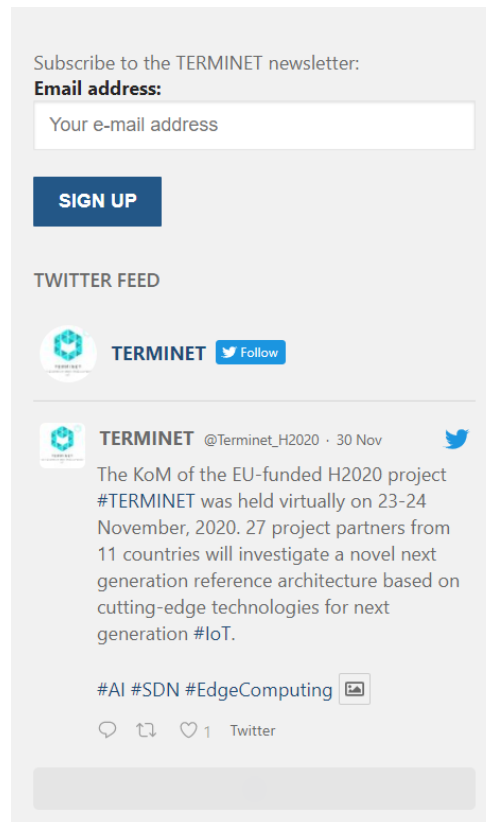 Subscribe to the TERMINET newsletter:
Email address:
Your e-mail address
SIGN UP
TWITTER FEED
TERMINET Follow
TERMINET @Terminet_H2020 · 30 Nov
The KoM of the EU-funded H2020 project
#TERMINET was held virtually on 23-24
November, 2020. 27 project partners from
11 countries will investigate a novel next
generation reference architecture based on
cutting-edge technologies for next
generation #IoT.
#AI #SDN #EdgeComputing
1 Twitter